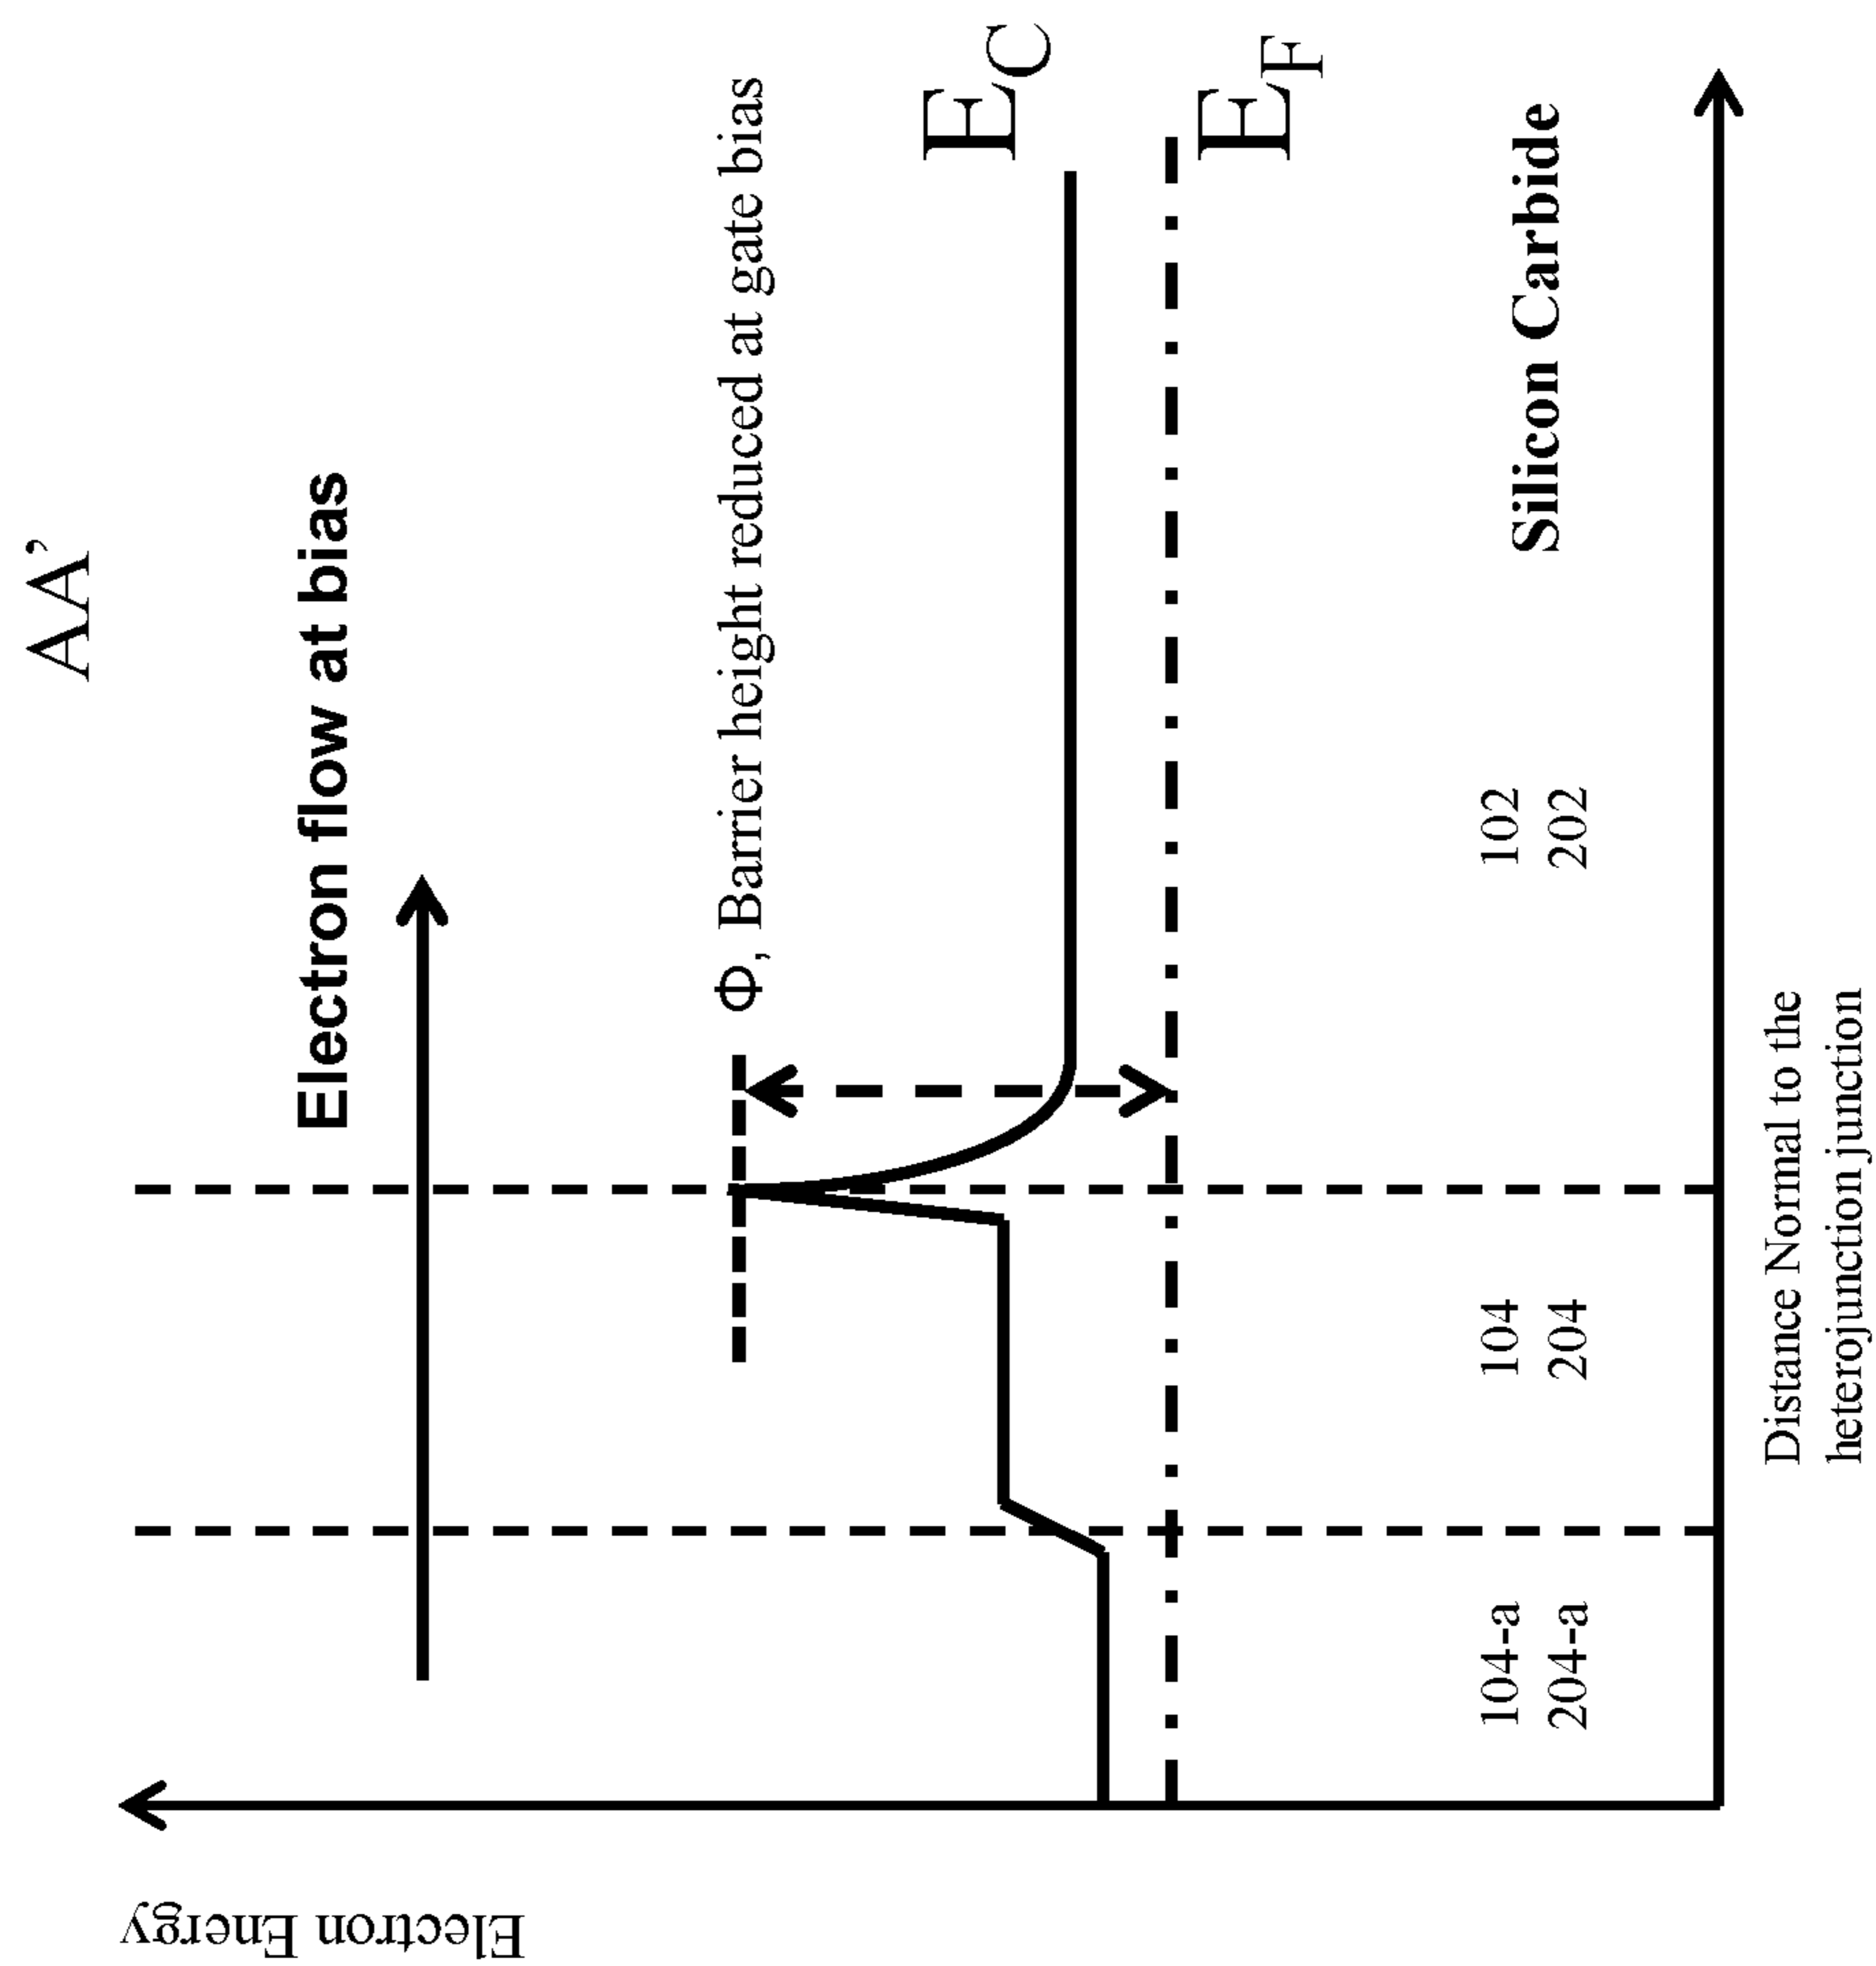 AA’
Electron flow at bias
Φ, Barrier height reduced at gate bias
E_C
E_F
Electron Energy
Silicon Carbide
104-a
204-a
104
204
102
202
Distance Normal to the
heterojunction junction